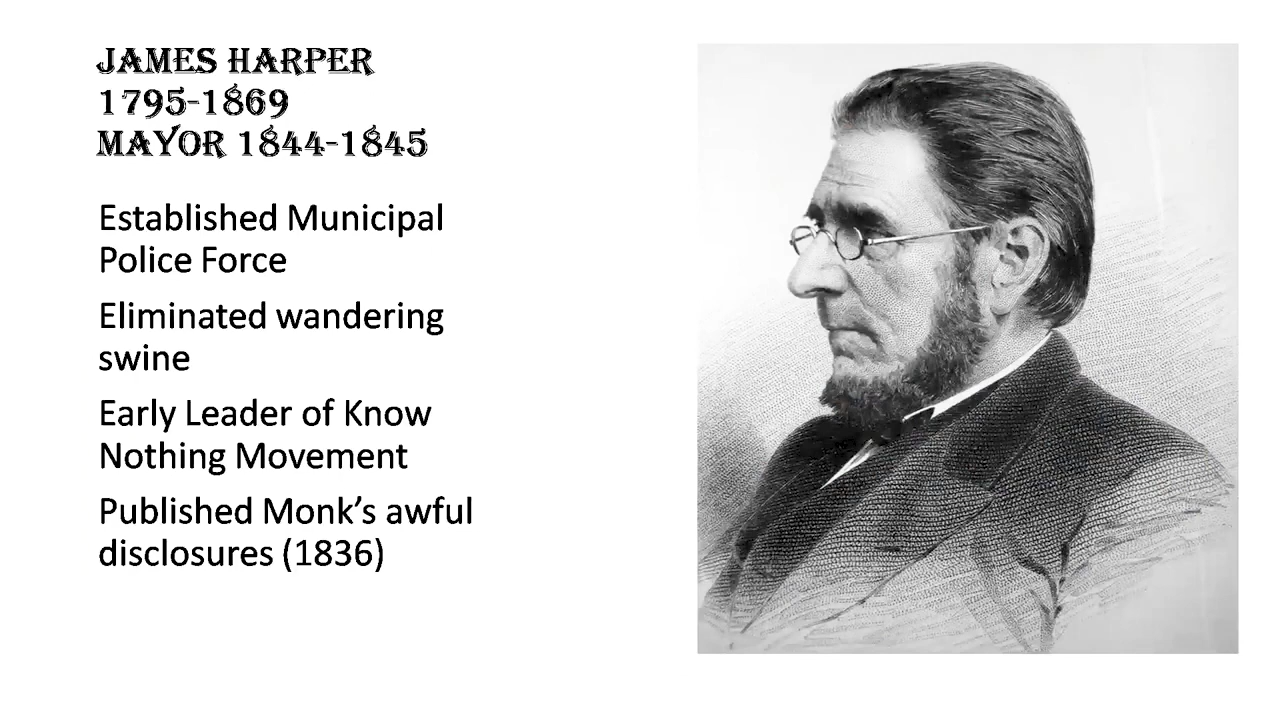 JAMES HARPER
1795-1869
MAYOR 1844-1845
Established Municipal
Police Force
Eliminated wandering
swine
Early Leader of Know
Nothing Movement
Published Monk’s awful
disclosures (1836)